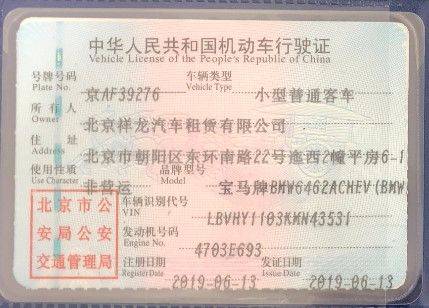 中华人民共和国机动车行驶证
Vehicle License of the People's Republic of China
号牌号码 京AF39276 车辆类型 小型普通客车
Plate No. Vehicle Type
所有人 北京祥龙汽车租赁有限公司
Owner
住址 北京市朝阳区东环南路22号迤西2幢平房6-1
Address
使用性质 非营运 品牌型号 宝马牌BMW6462ACHEV(BMW
Use Character Model
北京市公安局公安交通管理局
车辆识别代号 LBVHY1103KMN43531
VIN
发动机号码 4703E693
Engine No.
注册日期 2019-06-13 发证日期 2019-06-13
Register Date Issue Date